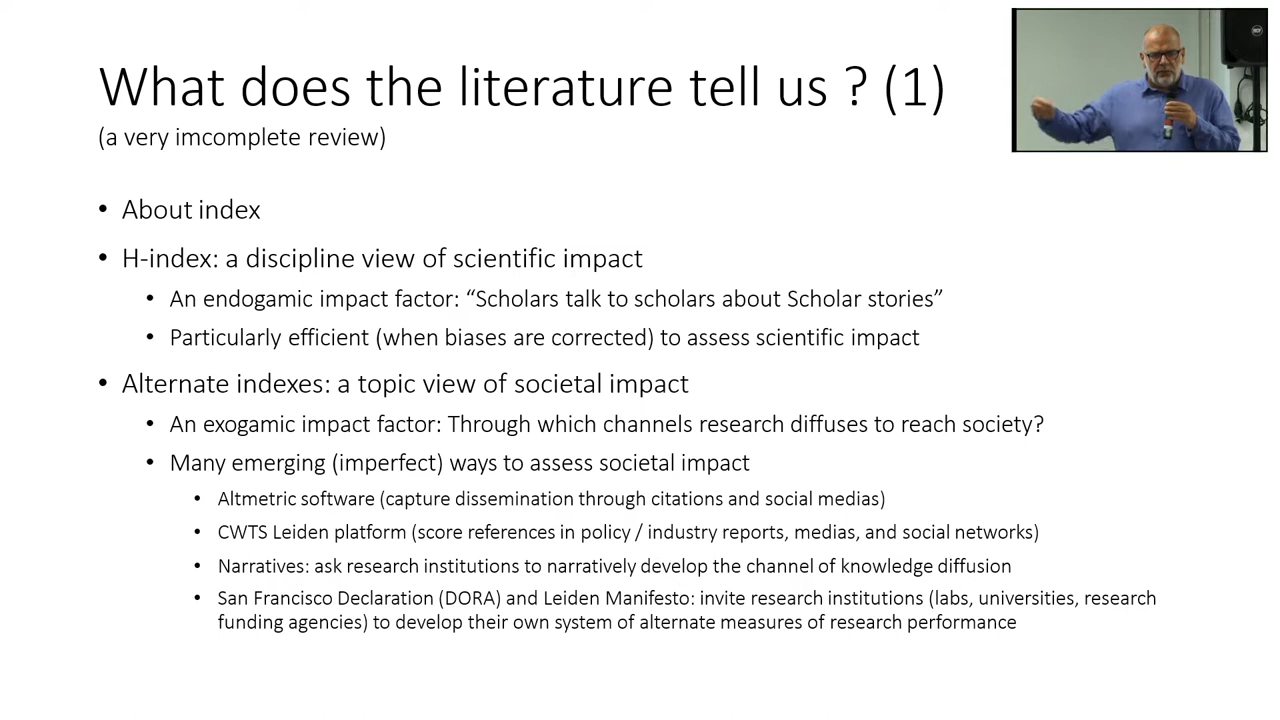 What does the literature tell us ? (1)
(a very imcomplete review)
• About index
• H-index: a discipline view of scientific impact
• An endogamic impact factor: “Scholars talk to scholars about Scholar stories”
• Particularly efficient (when biases are corrected) to assess scientific impact
• Alternate indexes: a topic view of societal impact
• An exogamic impact factor: Through which channels research diffuses to reach society?
• Many emerging (imperfect) ways to assess societal impact
• Altmetric software (capture dissemination through citations and social medias)
• CWTS Leiden platform (score references in policy / industry reports, medias, and social networks)
• Narratives: ask research institutions to narratively develop the channel of knowledge diffusion
• San Francisco Declaration (DORA) and Leiden Manifesto: invite research institutions (labs, universities, research
funding agencies) to develop their own system of alternate measures of research performance